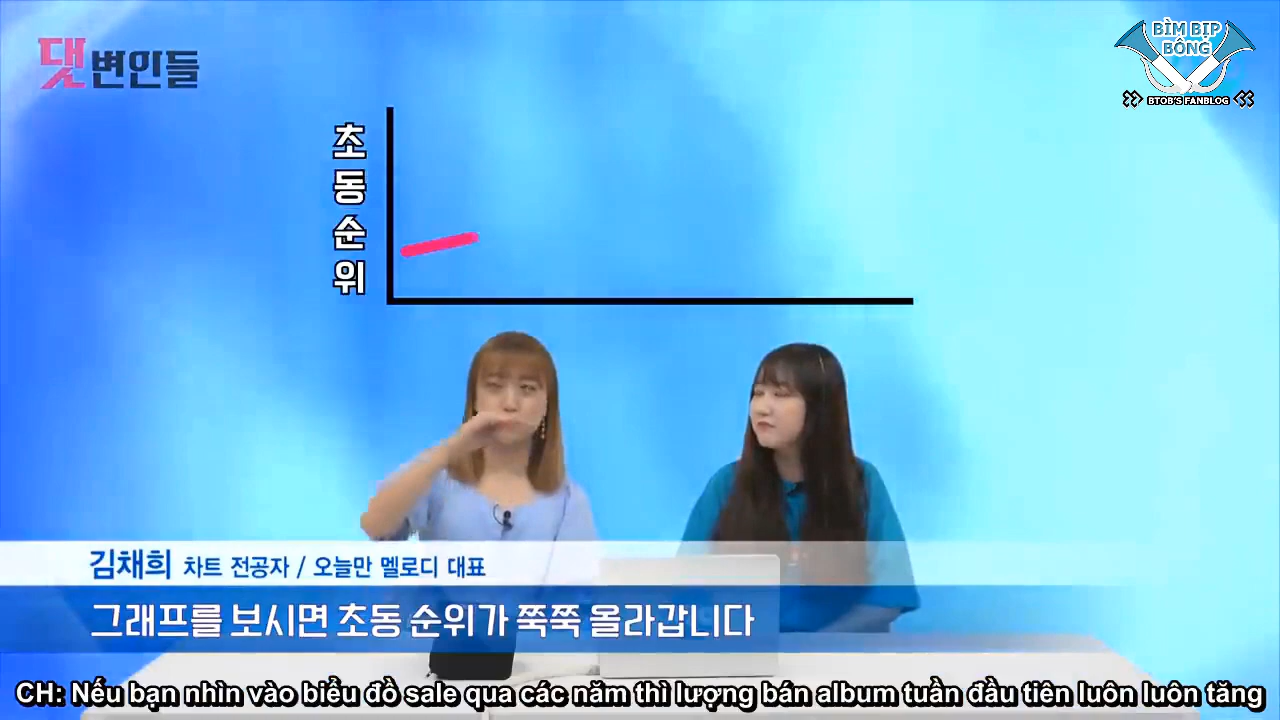 댓변인들
BÌM BỊP
BÔNG
BTOB'S FANBLOG
초동순위
김채희 차트 전공자 / 오늘만 멜로디 대표
그래프를 보시면 초동 순위가 쭉쭉 올라갑니다
CH: Nếu bạn nhìn vào biểu đồ sale qua các năm thì lượng bán album tuần đầu tiên luôn luôn tăng